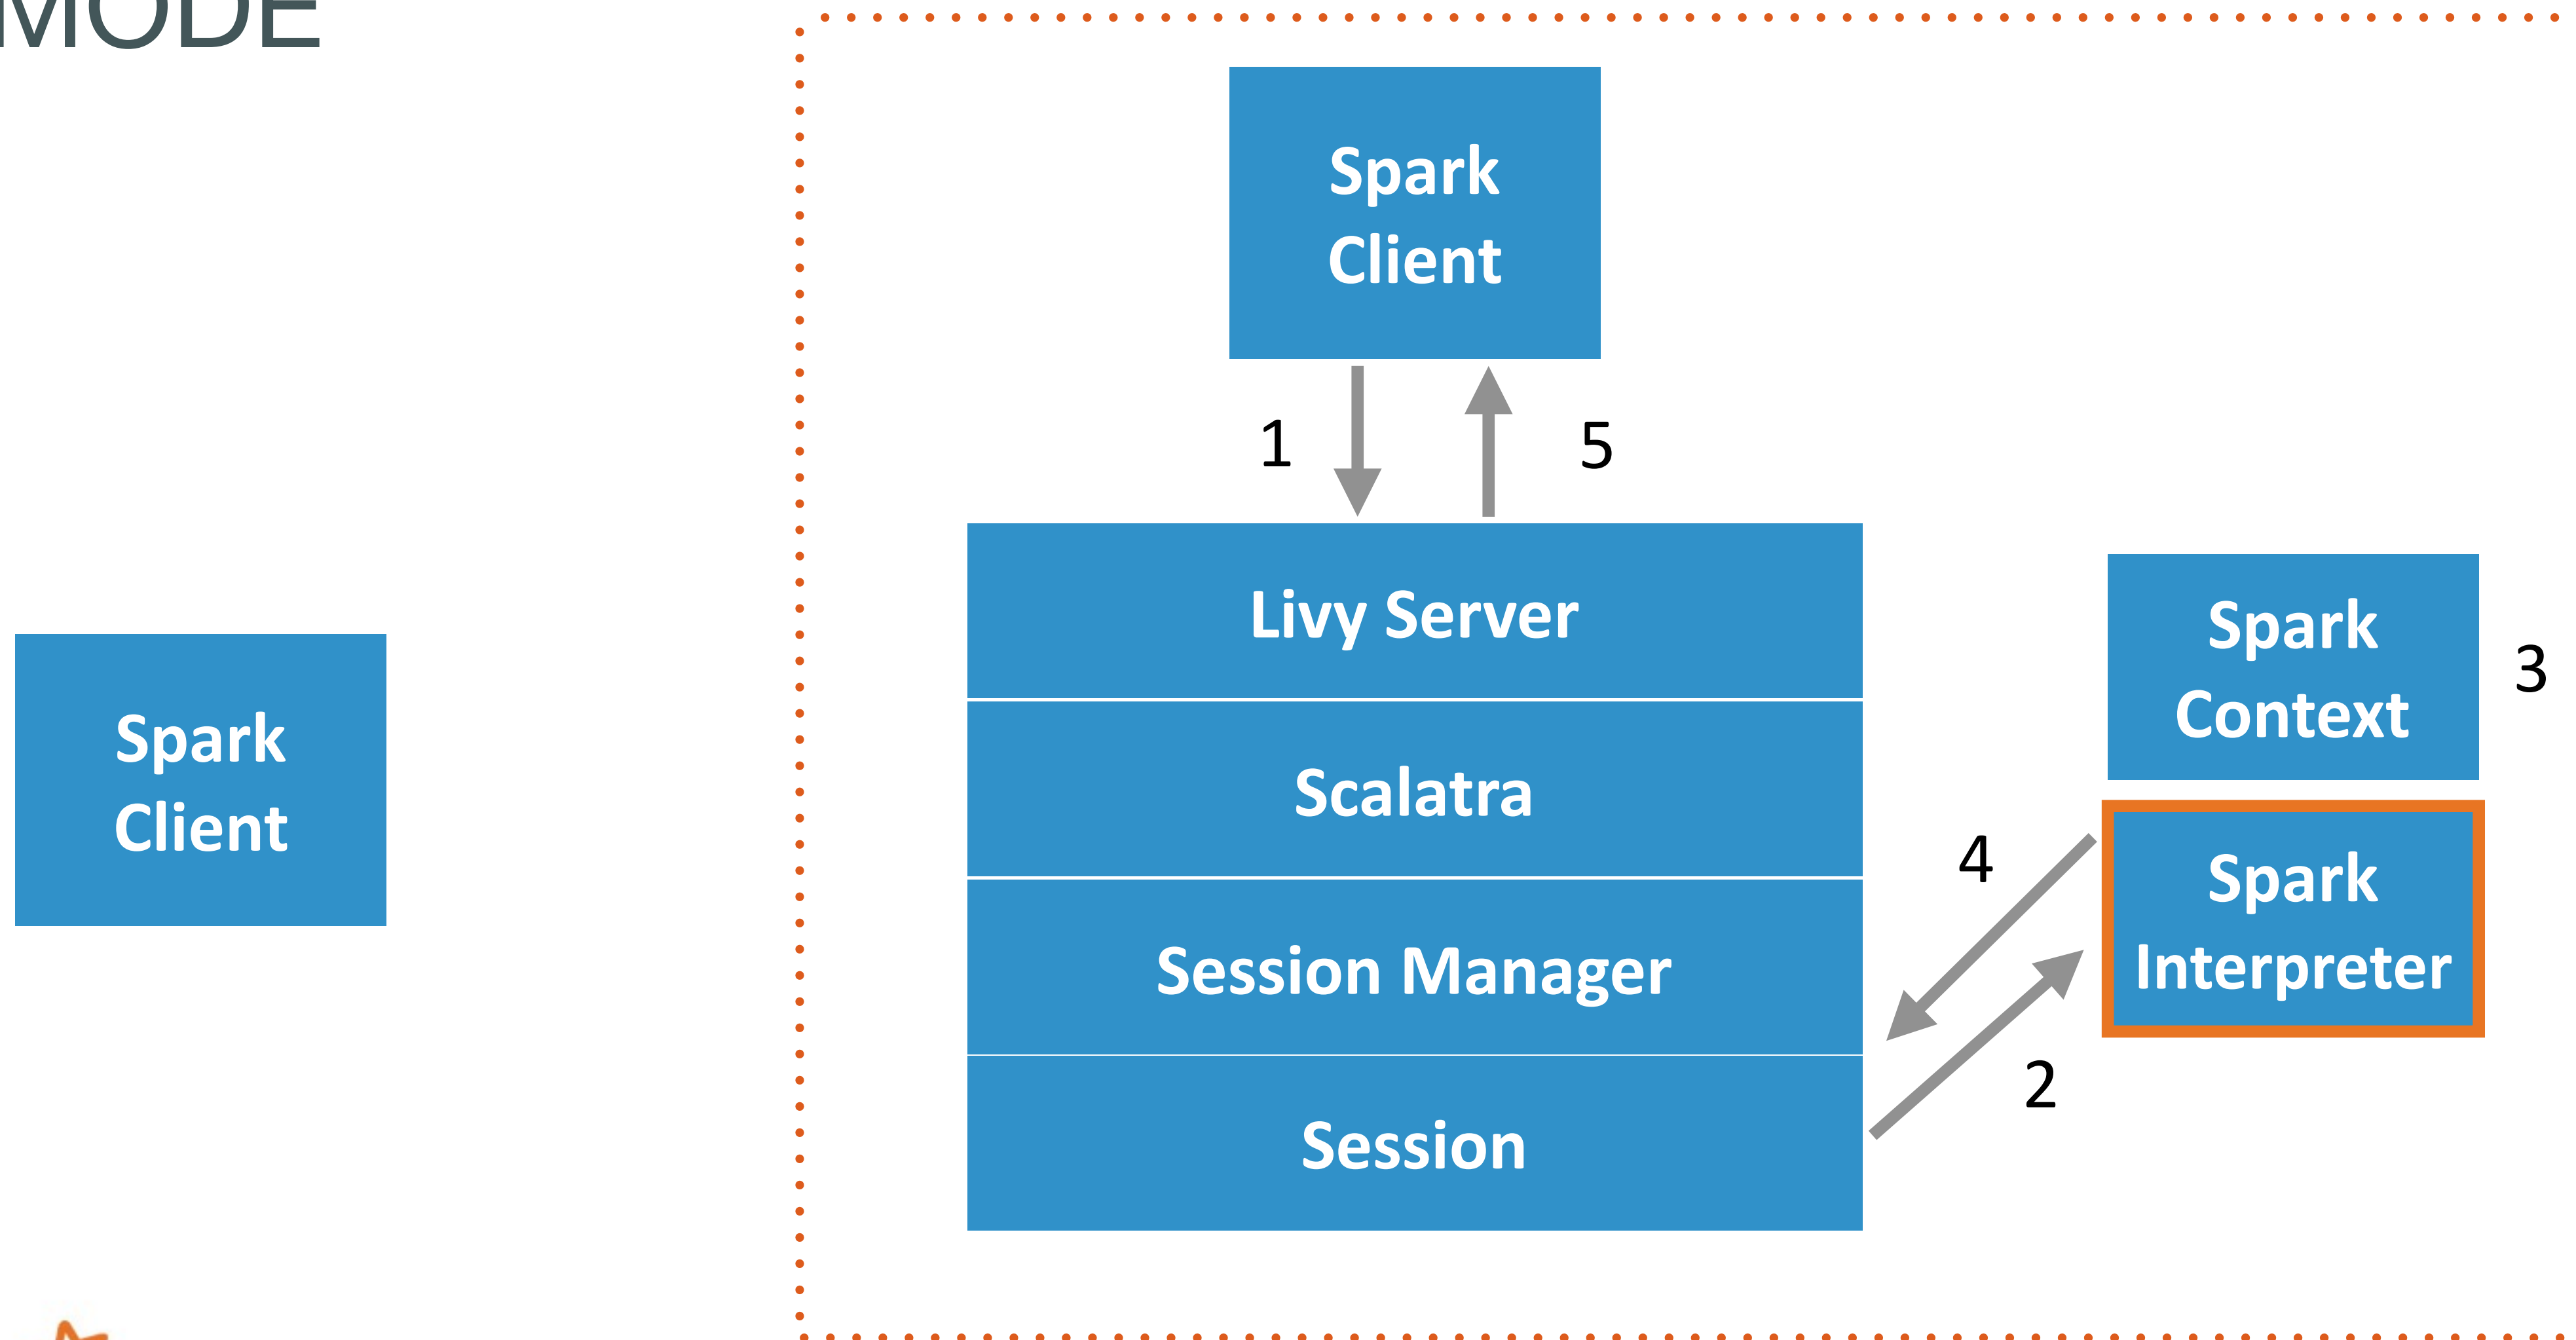 MODE
Spark
Client
1
5
Livy Server
Spark
Context
3
Scalatra
Spark
Client
4
Spark
Interpreter
Session Manager
2
Session